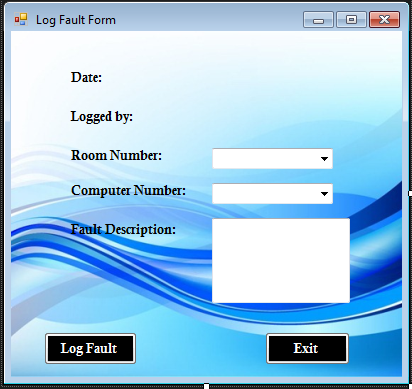 Log Fault Form
Date:
Logged by:
Room Number:
Computer Number:
Fault Description:
Log Fault
Exit